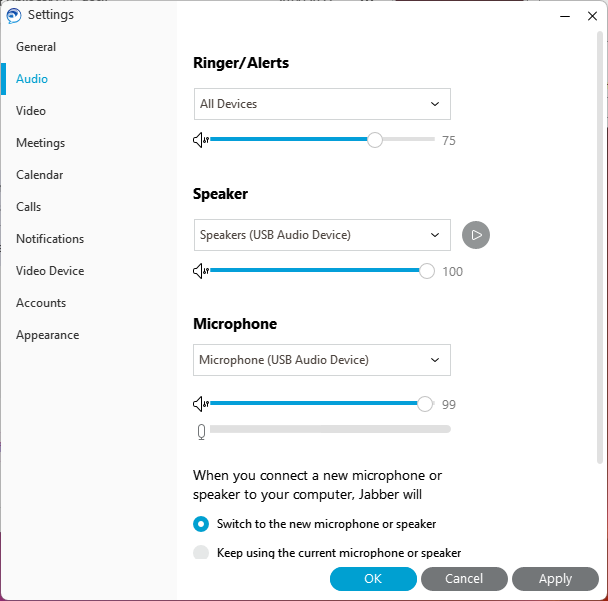 Settings
General
Audio
Video
Meetings
Calendar
Calls
Notifications
Video Device
Accounts
Appearance
Ringer/Alerts
All Devices
75
Speaker
Speakers (USB Audio Device)
100
Microphone
Microphone (USB Audio Device)
99
When you connect a new microphone or
speaker to your computer, Jabber will
Switch to the new microphone or speaker
Keep using the current microphone or speaker
OK
Cancel
Apply